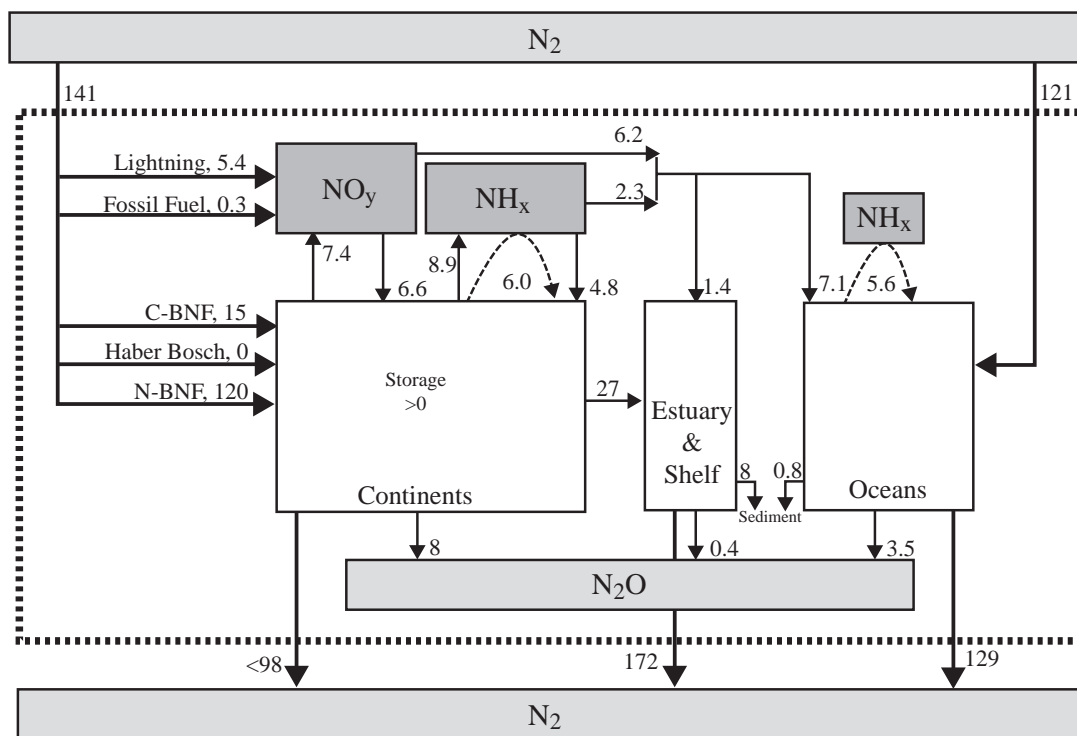 N2
141
121
6.2
Lightning, 5.4
NOy
NHx
2.3
NHx
Fossil Fuel, 0.3
7.4
8.9
6.0
6.6
4.8
1.4
7.1
5.6
C-BNF, 15
Haber Bosch, 0
N-BNF, 120
Storage
>0
27
Estuary
&
Shelf
8
0.8
Continents
Oceans
Sediment
8
0.4
3.5
N2O
<98
172
129
N2